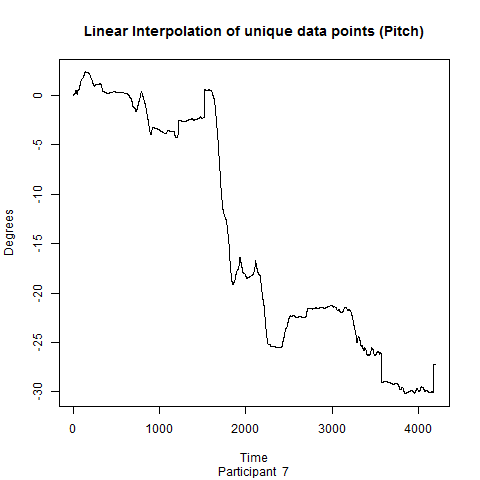 Linear Interpolation of unique data points (Pitch)
Degrees
0
-5
-10
-15
-20
-25
-30
0 1000 2000 3000 4000
Time
Participant 7